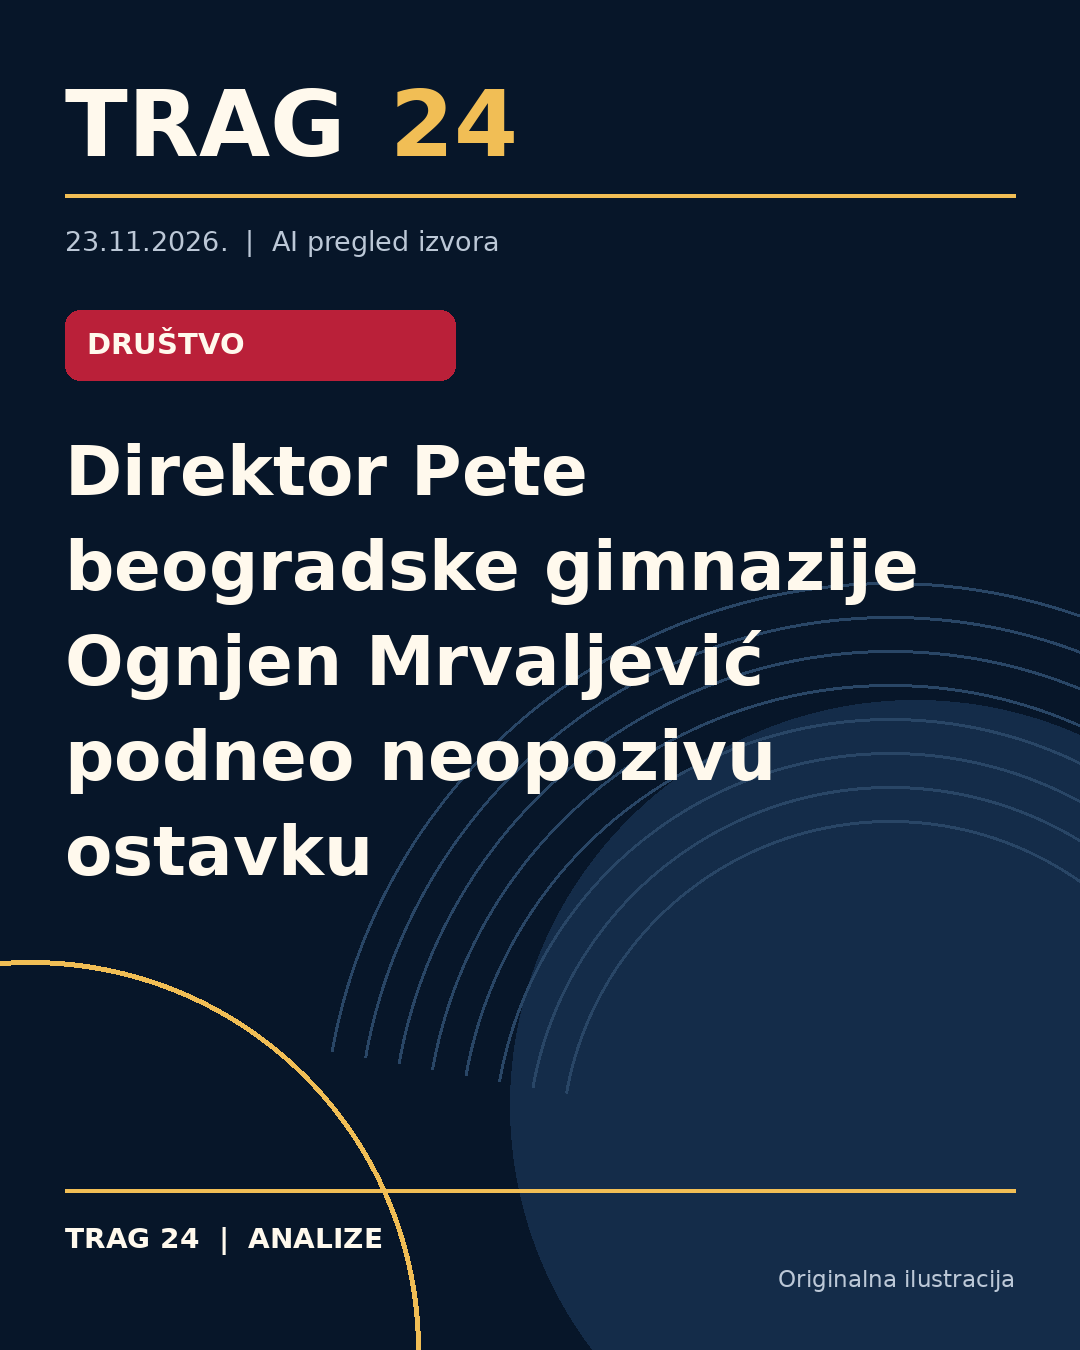 TRAG 24
23.11.2026. | AI pregled izvora
DRUŠTVO
Direktor Pete
beogradske gimnazije
Ognjen Mrvaljević
podneo neopozivu
ostavku
TRAG 24 | ANALIZE
Originalna ilustracija